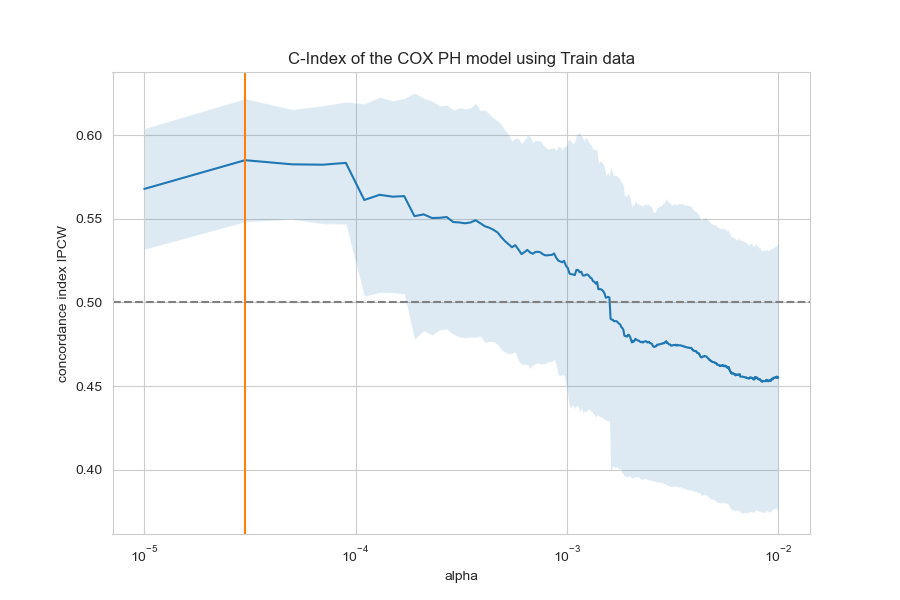 C-Index of the COX PH model using Train data
concordance index IPCW
0.60
0.55
0.50
0.45
0.40
10⁻⁵ 10⁻⁴ 10⁻³ 10⁻²
alpha